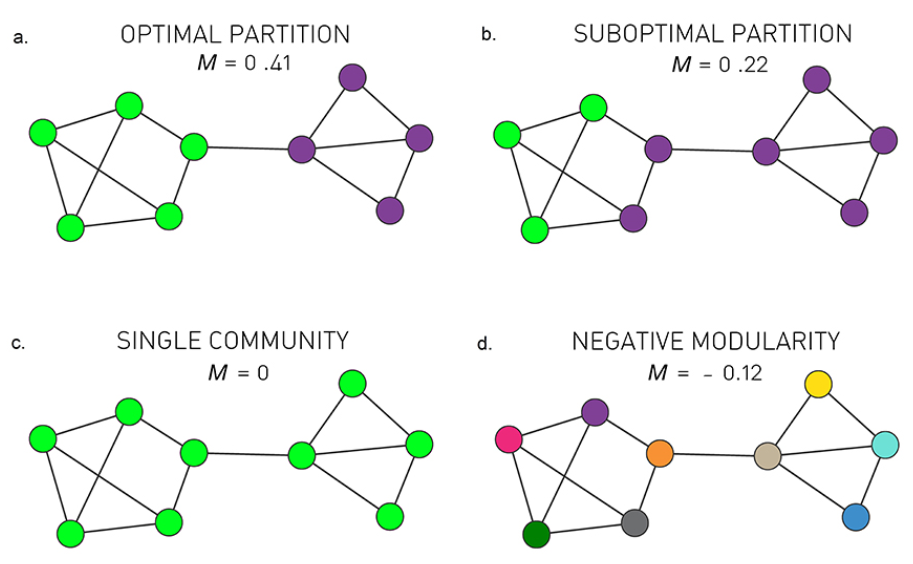 a.
OPTIMAL PARTITION
M = 0 .41
b.
SUBOPTIMAL PARTITION
M = 0 .22
c.
SINGLE COMMUNITY
M = 0
d.
NEGATIVE MODULARITY
M = - 0.12